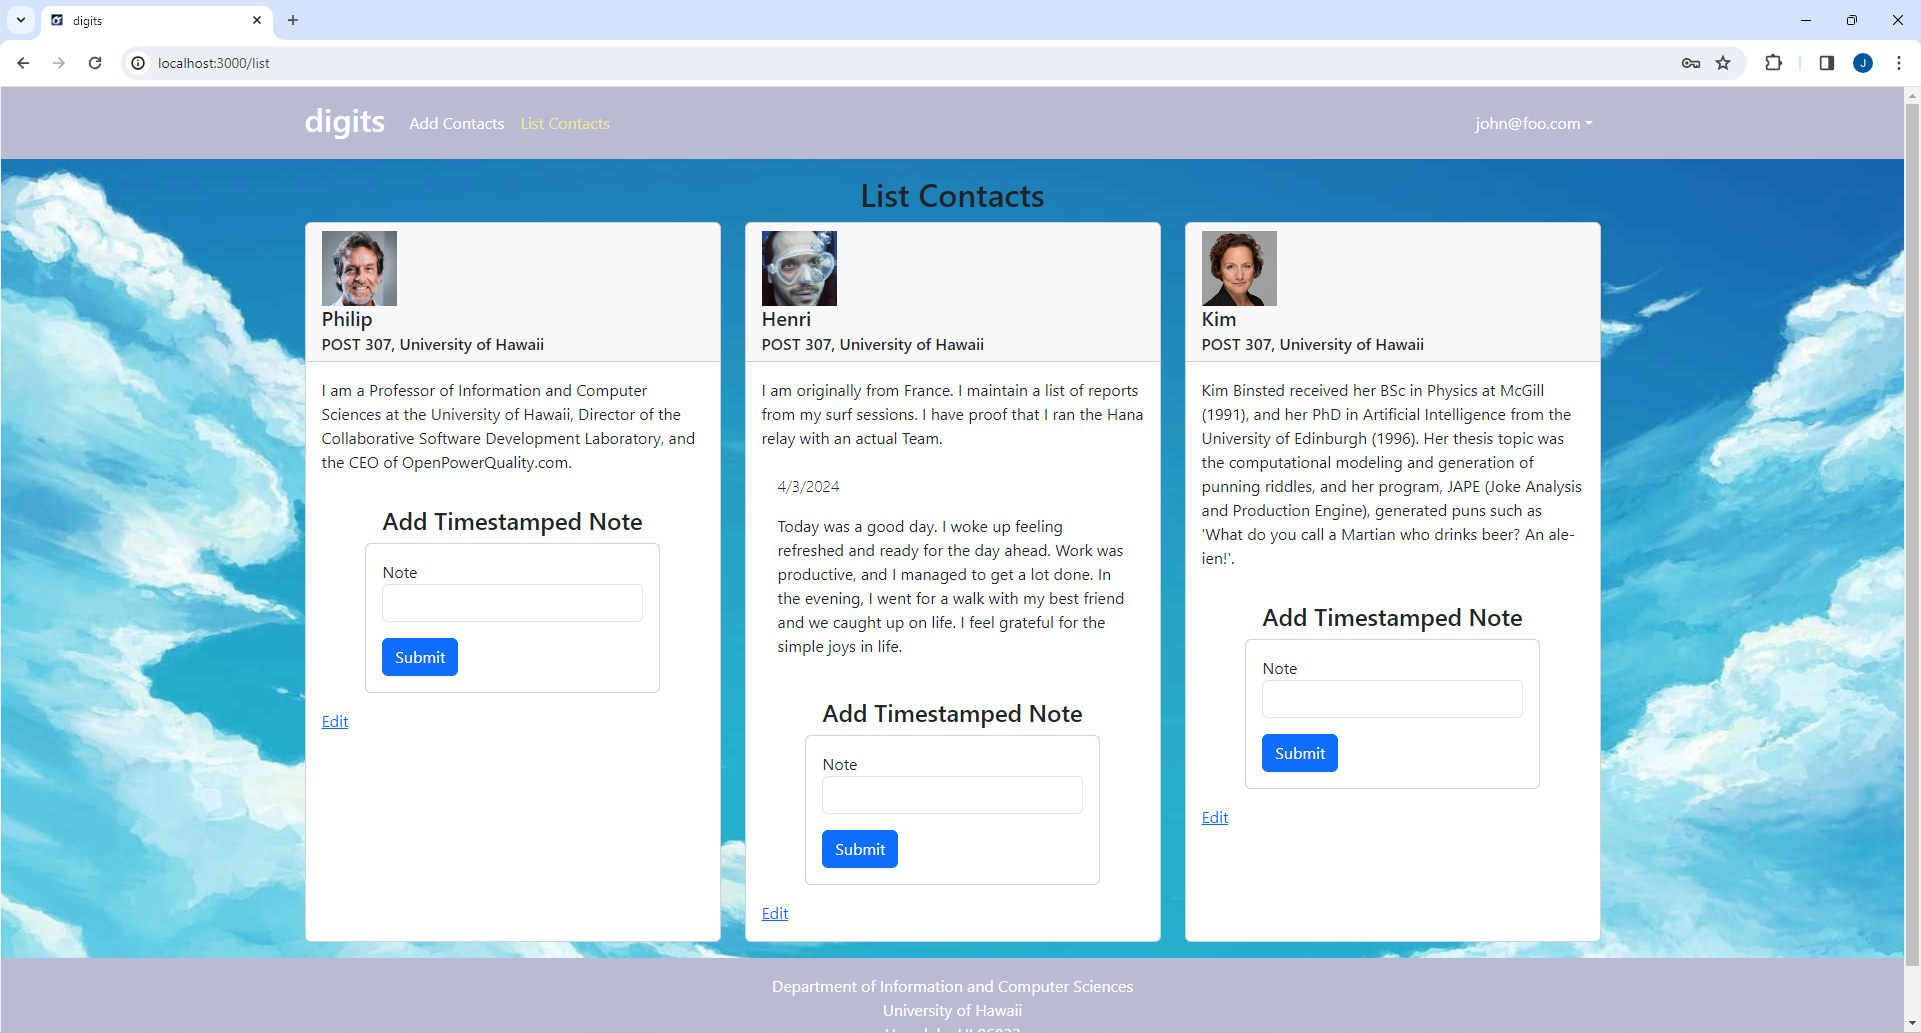 digits
localhost:3000/list
J
digits
Add Contacts
List Contacts
john@foo.com
List Contacts
Philip
POST 307, University of Hawaii
I am a Professor of Information and Computer
Sciences at the University of Hawaii, Director of the
Collaborative Software Development Laboratory, and
the CEO of OpenPowerQuality.com.
Add Timestamped Note
Note
Submit
Edit
Henri
POST 307, University of Hawaii
I am originally from France. I maintain a list of reports
from my surf sessions. I have proof that I ran the Hana
relay with an actual Team.
4/3/2024
Today was a good day. I woke up feeling
refreshed and ready for the day ahead. Work was
productive, and I managed to get a lot done. In
the evening, I went for a walk with my best friend
and we caught up on life. I feel grateful for the
simple joys in life.
Add Timestamped Note
Note
Submit
Edit
Kim
POST 307, University of Hawaii
Kim Binsted received her BSc in Physics at McGill
(1991), and her PhD in Artificial Intelligence from the
University of Edinburgh (1996). Her thesis topic was
the computational modeling and generation of
punning riddles, and her program, JAPE (Joke Analysis
and Production Engine), generated puns such as
'What do you call a Martian who drinks beer? An ale-
ien!'.
Add Timestamped Note
Note
Submit
Edit
Department of Information and Computer Sciences
University of Hawaii